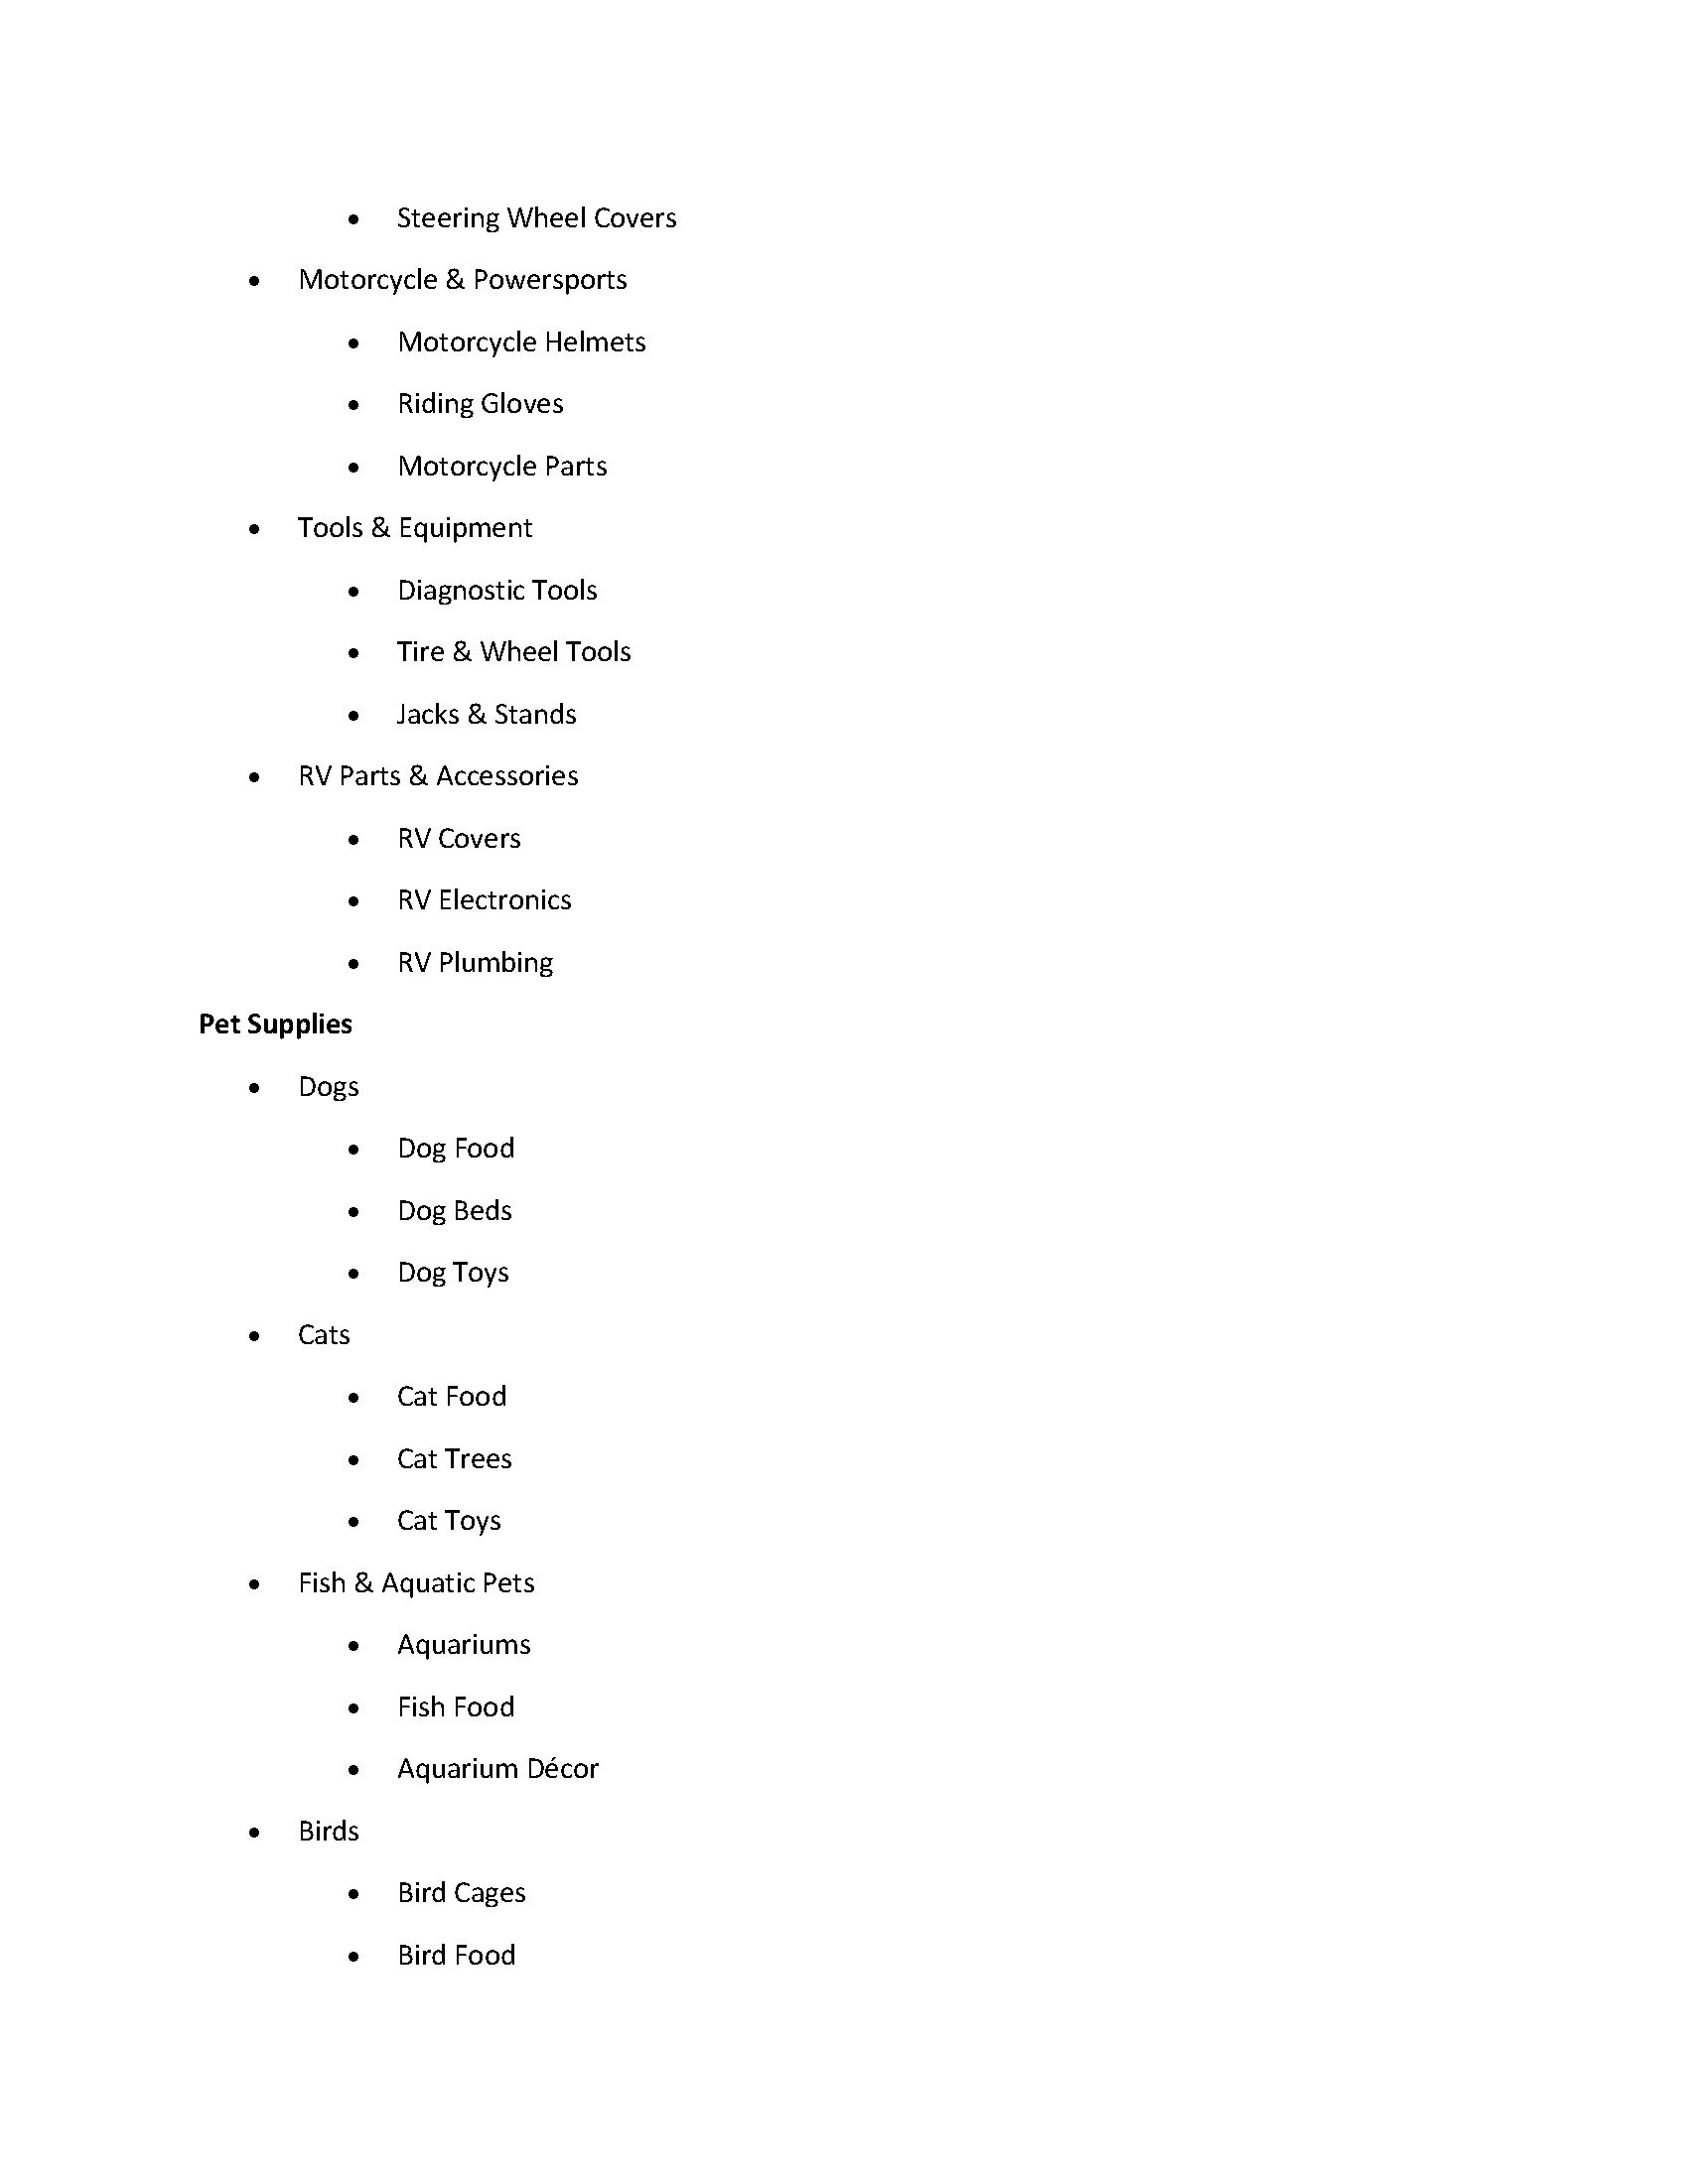 • Steering Wheel Covers
• Motorcycle & Powersports
• Motorcycle Helmets
• Riding Gloves
• Motorcycle Parts
• Tools & Equipment
• Diagnostic Tools
• Tire & Wheel Tools
• Jacks & Stands
• RV Parts & Accessories
• RV Covers
• RV Electronics
• RV Plumbing
Pet Supplies
• Dogs
• Dog Food
• Dog Beds
• Dog Toys
• Cats
• Cat Food
• Cat Trees
• Cat Toys
• Fish & Aquatic Pets
• Aquariums
• Fish Food
• Aquarium Décor
• Birds
• Bird Cages
• Bird Food